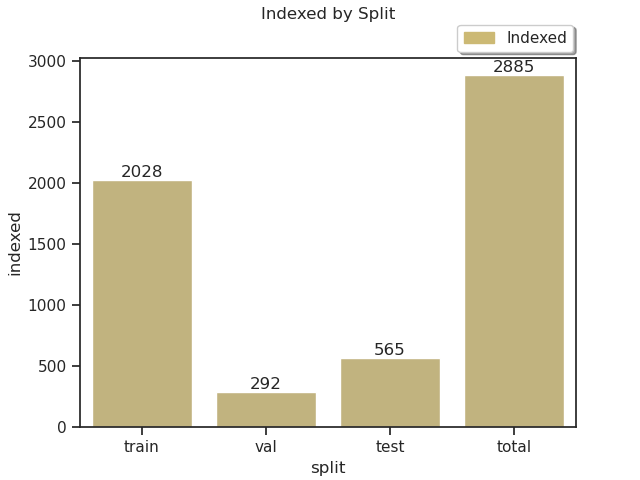 Indexed by Split
Indexed
3000
2500
2000
1500
1000
500
0
indexed
2028
292
565
2885
train val test total
split